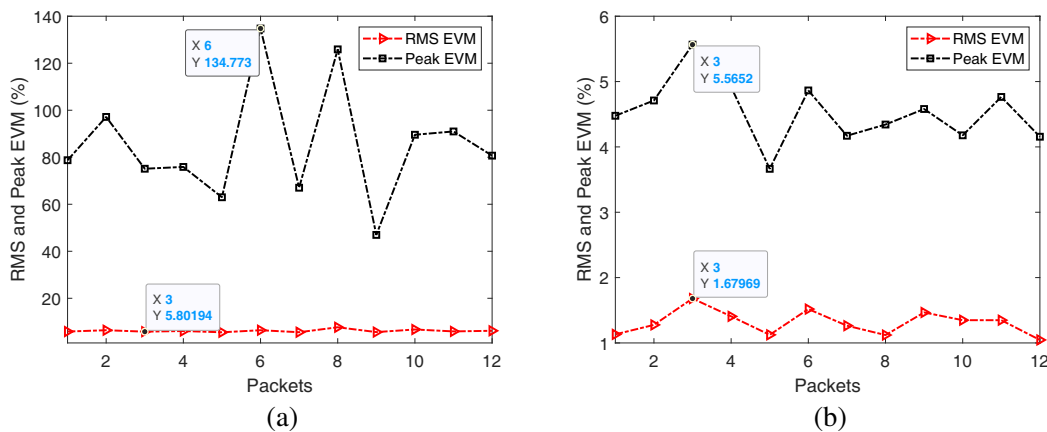 140
120
100
80
60
40
20
RMS and Peak EVM (%)
X 6
Y 134.773
RMS EVM
Peak EVM
X 3
Y 5.80194
2
4
6
8
10
12
Packets
(a)
6
5
4
3
2
1
RMS and Peak EVM (%)
X 3
Y 5.5652
RMS EVM
Peak EVM
X 3
Y 1.67969
2
4
6
8
10
12
Packets
(b)